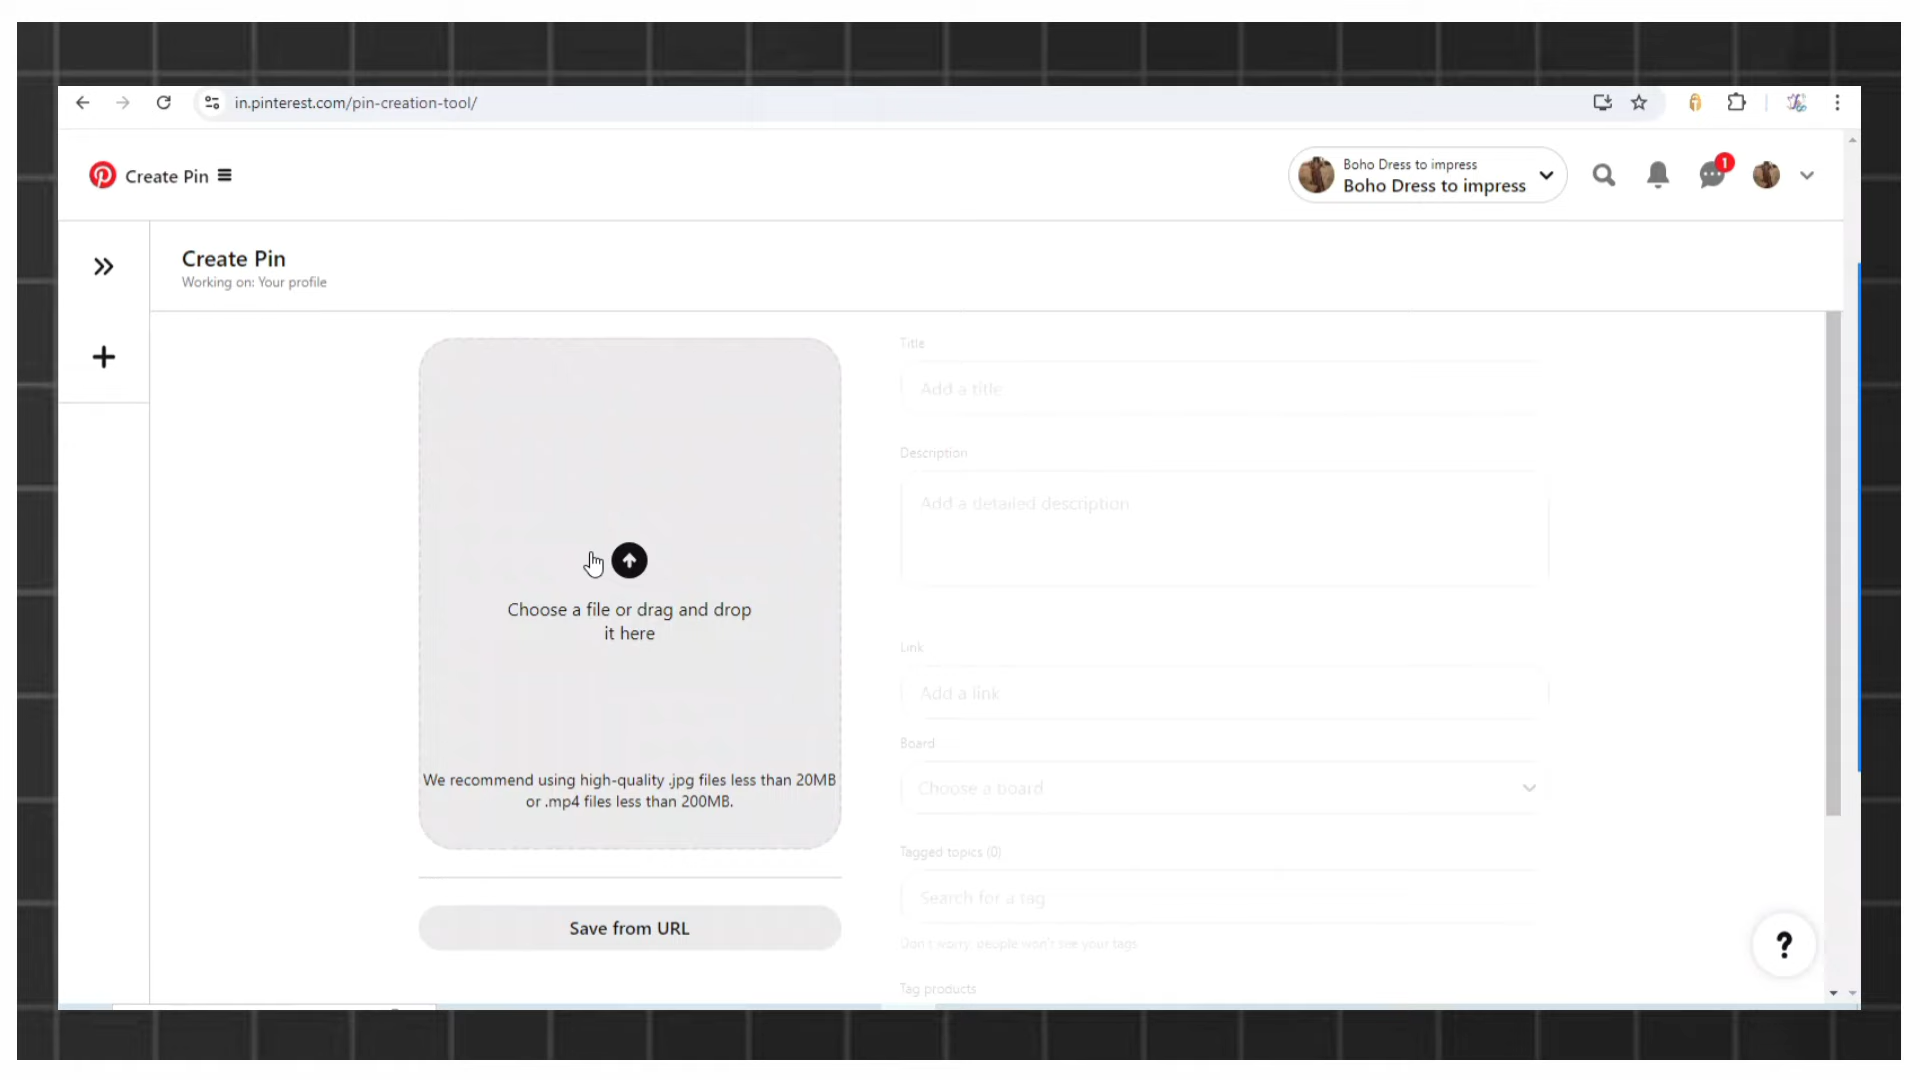 in.pinterest.com/pin-creation-tool/
Create Pin
Boho Dress to impress
Boho Dress to impress
1
Create Pin
Working on: Your profile
Choose a file or drag and drop
it here
We recommend using high-quality .jpg files less than 20MB
or .mp4 files less than 200MB.
Save from URL
Title
Add a title
Description
Add a detailed description
Link
Add a link
Board
Choose a board
Tagged topics (0)
Search for a tag
Don't worry, people won't see your tags
Tag products
?